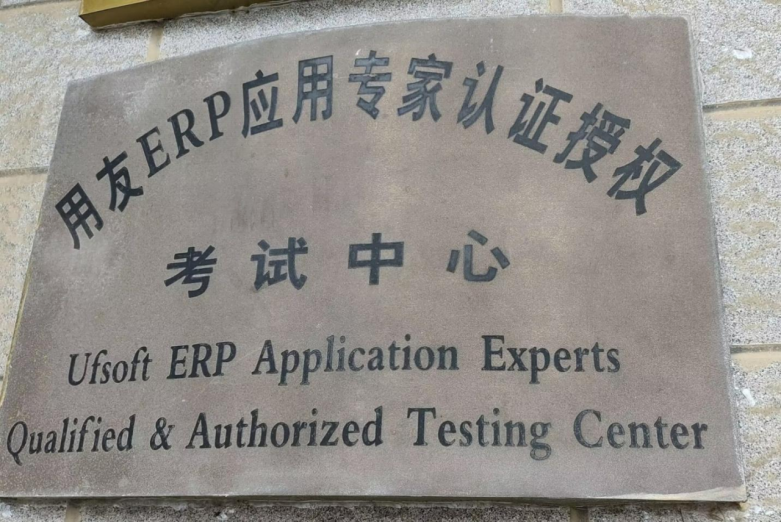 用友ERP应用专家认证授权
考试中心
Ufsoft ERP Application Experts
Qualified & Authorized Testing Center